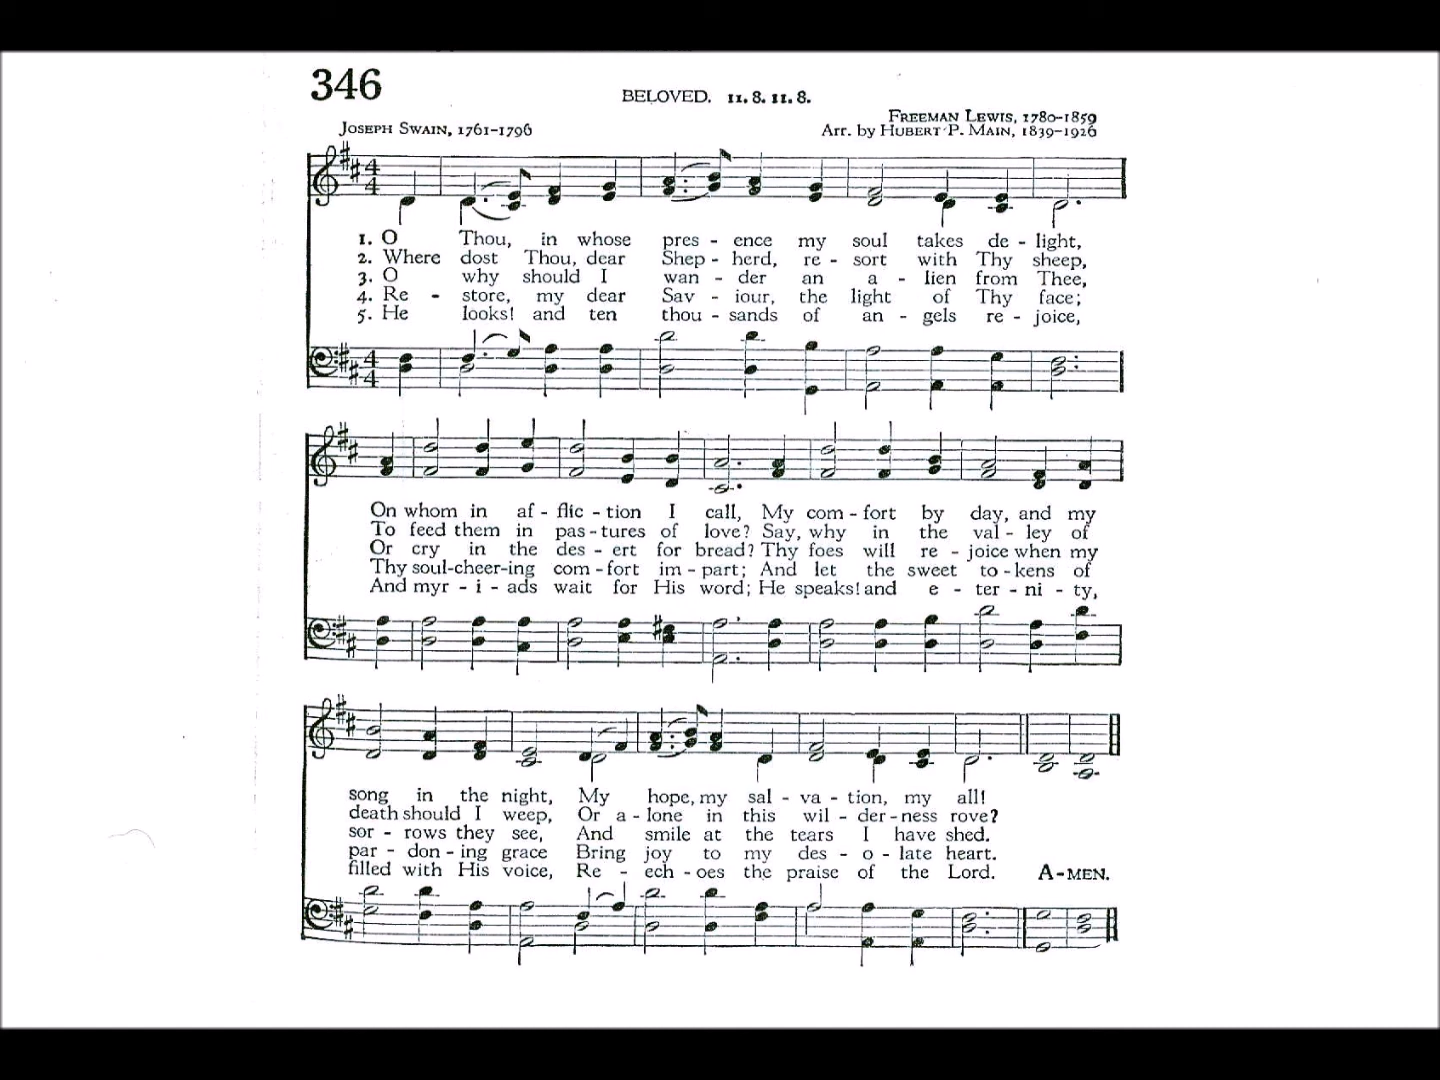 346
BELOVED. 11. 8. 11. 8.
FREEMAN LEWIS, 1780-1859
JOSEPH SWAIN, 1761-1796
Arr. by HUBERT P. MAIN, 1839-1926
1. O Thou, in whose pres - ence my soul takes de - light,
2. Where dost Thou, dear Shep - herd, re - sort with Thy sheep,
3. O why should I wan - der an a - lien from Thee,
4. Re - store, my dear Sav - iour, the light of Thy face;
5. He looks! and ten thou - sands of an - gels re - joice,
On whom in af - flic - tion I call, My com - fort by day, and my
To feed them in pas - tures of love? Say, why in the val - ley of
Or cry in the des - ert for bread? Thy foes will re - joice when my
Thy soul-cheer-ing com - fort im - part; And let the sweet to - kens of
And myr - i - ads wait for His word; He speaks! and e - ter - ni - ty,
song in the night, My hope, my sal - va - tion, my all!
death should I weep, Or a - lone in this wil - der - ness rove?
sor - rows they see, And smile at the tears I have shed.
par - don - ing grace Bring joy to my des - o - late heart.
filled with His voice, Re - ech - oes the praise of the Lord. A-MEN.